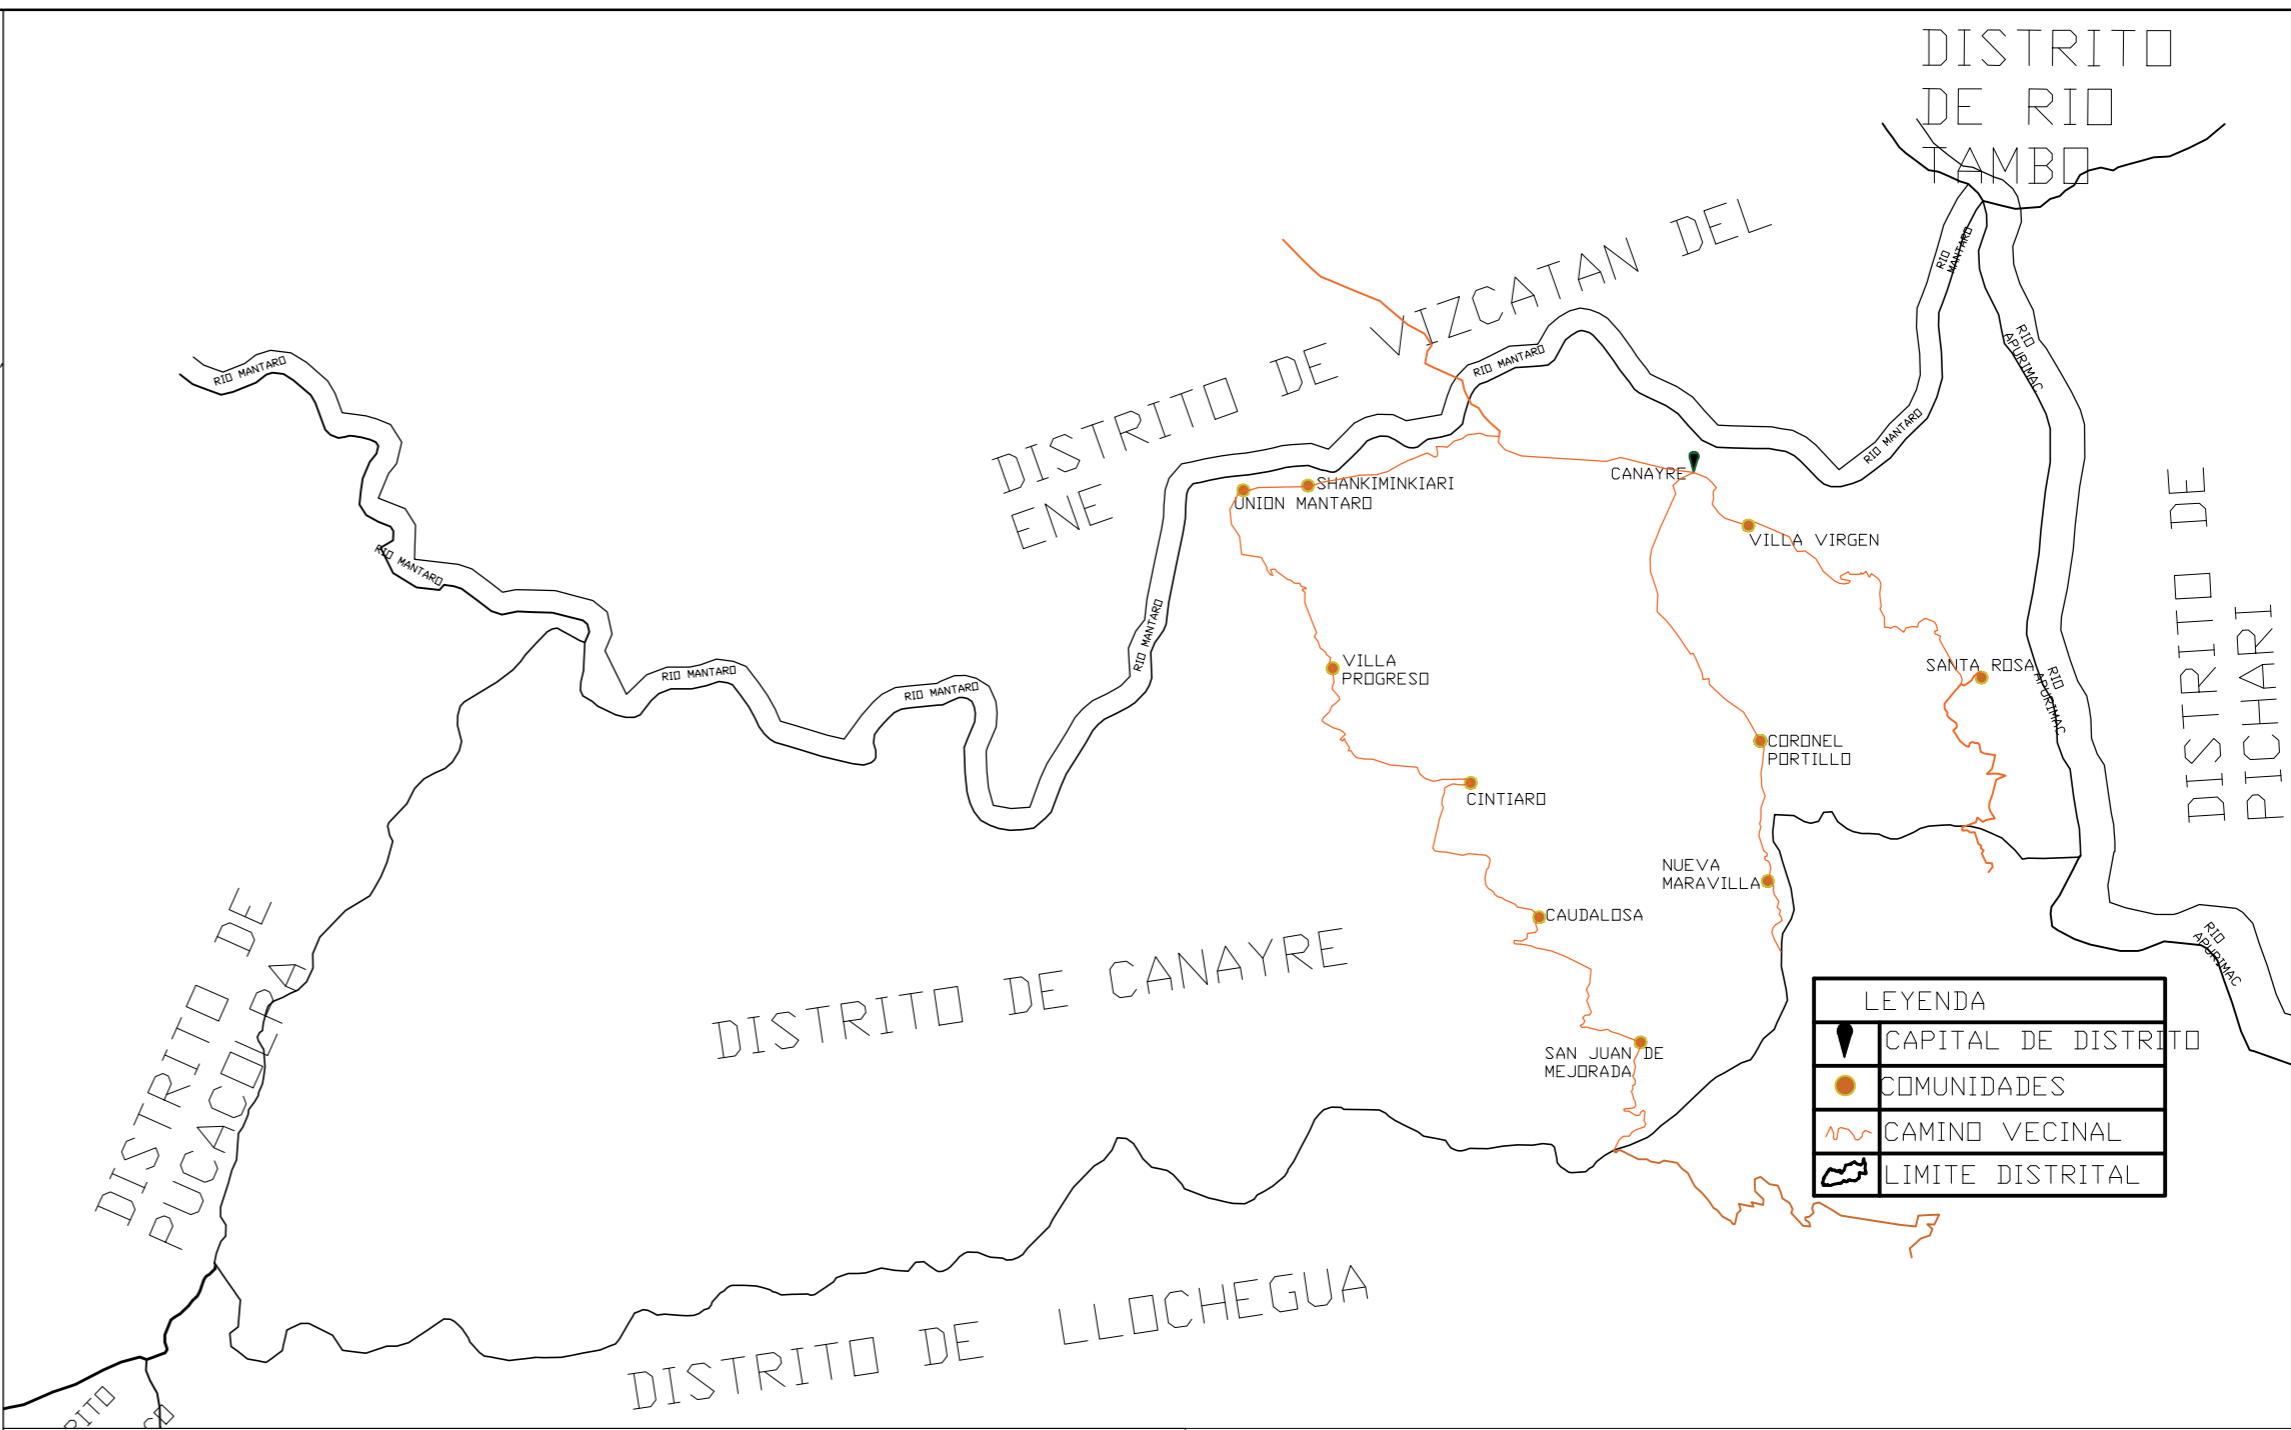 DISTRITO
DE RIO
TAMBO
DISTRITO DE VIZCATAN DEL
ENE
RIO
MANTARO
RIO
APURIMAC
RIO MANTARO
RIO MANTARO
RIO MANTARO
CANAYRE
SHANKIMINKIARI
UNION MANTARO
VILLA VIRGEN
DISTRITO DE
PICHARI
RIO MANTARO
RIO MANTARO
RIO MANTARO
RIO MANTARO
VILLA
PROGRESO
SANTA ROSA
RIO
APURIMAC
CORONEL
PORTILLO
CINTIARO
NUEVA
MARAVILLA
CAUDALOSA
RIO
APURIMAC
DISTRITO DE
PUCACOLPA
DISTRITO DE CANAYRE
SAN JUAN DE
MEJORADA
LEYENDA
CAPITAL DE DISTRITO
COMUNIDADES
CAMINO VECINAL
LIMITE DISTRITAL
DISTRITO DE LLOCHEGUA
RITO
CO